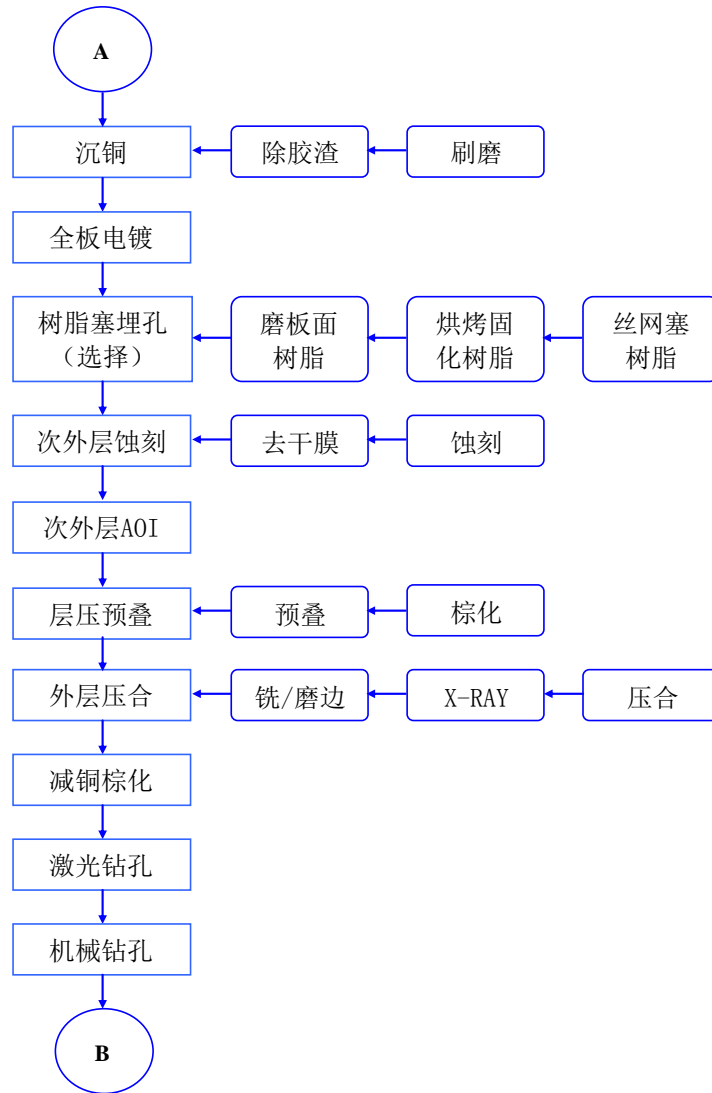 A
沉铜
除胶渣
刷磨
全板电镀
树脂塞埋孔
（选择）
磨板面
树脂
烘烤固
化树脂
丝网塞
树脂
次外层蚀刻
去干膜
蚀刻
次外层AOI
层压预叠
预叠
棕化
外层压合
铣/磨边
X-RAY
压合
减铜棕化
激光钻孔
机械钻孔
B